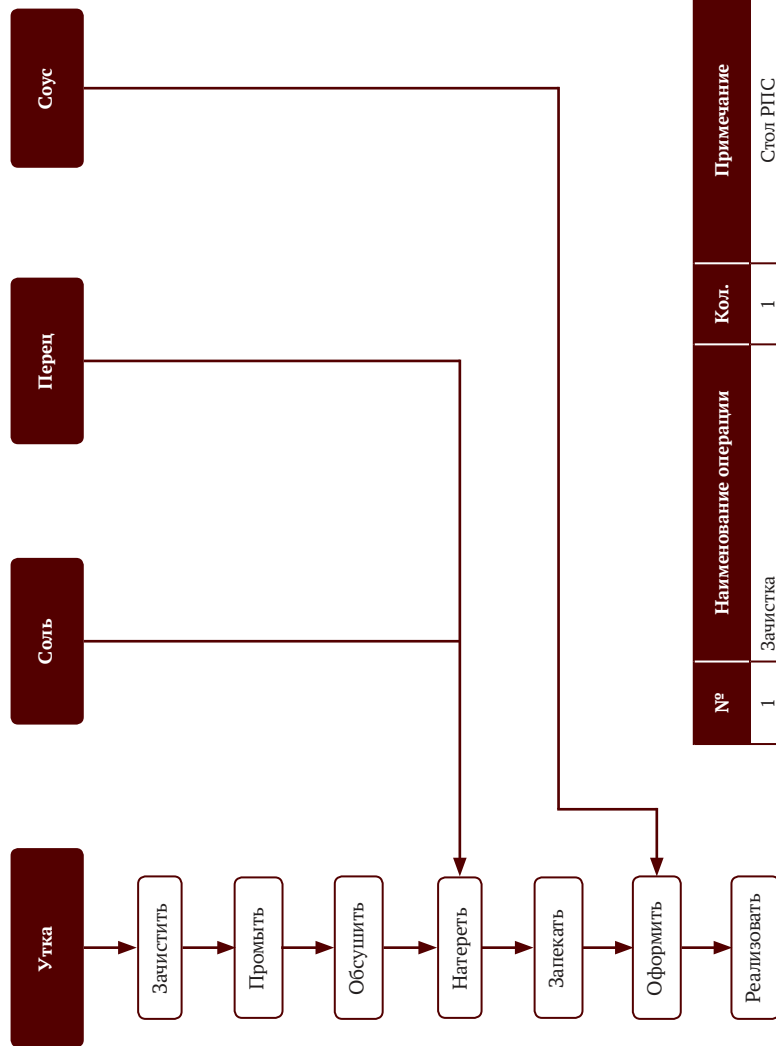 Утка
Соль
Перец
Соус
Зачистить
Промыть
Обсушить
Натереть
Запекать
Оформить
Реализовать
№ Наименование операции Кол. Примечание
1 Зачистка 1 Стол РПС